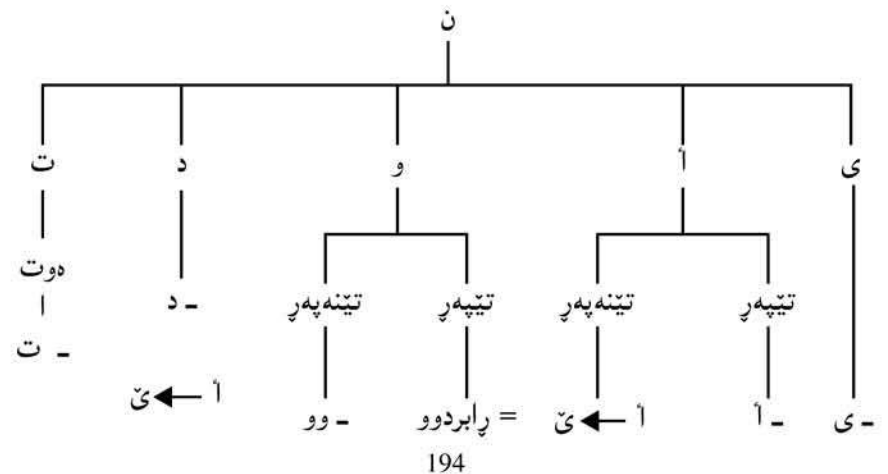 ن
ی أ و د ت
تێپەڕ تێنەپەڕ تێپەڕ تێنەپەڕ
ـ ی
ـ أ
أ ← ێ
= ڕابردوو
ـ وو
ـ د
أ ← ێ
ەوت
ا
ـ ت
194